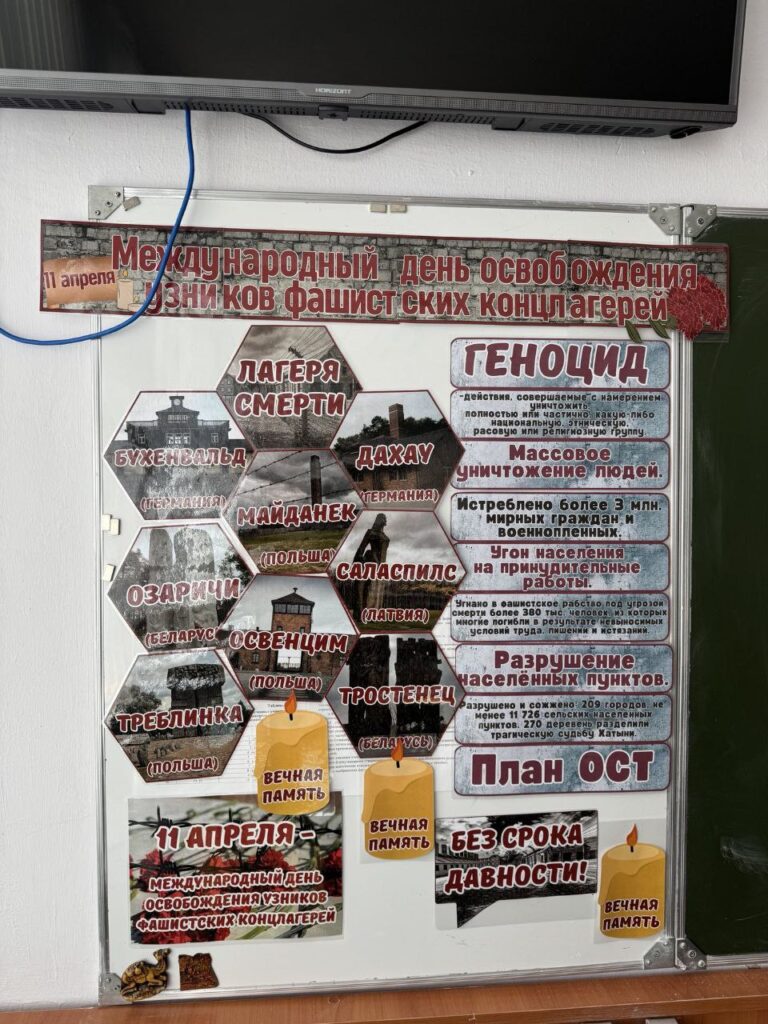 HORIZONT
Международный день освобождения
11 апреля
узников фашистских концлагерей
ЛАГЕРЯ
СМЕРТИ
БУХЕНВАЛЬД
(ГЕРМАНИЯ)
ДАХАУ
(ГЕРМАНИЯ)
МАЙДАНЕК
(ПОЛЬША)
ОЗАРИЧИ
(БЕЛАРУСЬ)
САЛАСПИЛС
(ЛАТВИЯ)
ОСВЕНЦИМ
(ПОЛЬША)
ТРЕБЛИНКА
(ПОЛЬША)
ТРОСТЕНЕЦ
(БЕЛАРУСЬ)
ГЕНОЦИД
-действия, совершаемые с намерением
уничтожить,
полностью или частично, какую-либо
национальную, этническую,
расовую или религиозную группу.
Массовое
уничтожение людей.
Истреблено более 3 млн.
мирных граждан и
военнопленных.
Угон населения
на принудительные
работы.
Угнано в фашистское рабство под угрозой
смерти более 380 тыс. человек, из которых
многие погибли в результате невыносимых
условий труда, лишений и истязаний.
Разрушение
населённых пунктов.
Разрушено и сожжено: 209 городов, не
менее 11 726 сельских населённых
пунктов. 270 деревень разделили
трагическую судьбу Хатыни.
План ОСТ
ВЕЧНАЯ
ПАМЯТЬ
ВЕЧНАЯ
ПАМЯТЬ
11 АПРЕЛЯ –
МЕЖДУНАРОДНЫЙ ДЕНЬ
ОСВОБОЖДЕНИЯ УЗНИКОВ
ФАШИСТСКИХ КОНЦЛАГЕРЕЙ
БЕЗ СРОКА
ДАВНОСТИ!
ВЕЧНАЯ
ПАМЯТЬ